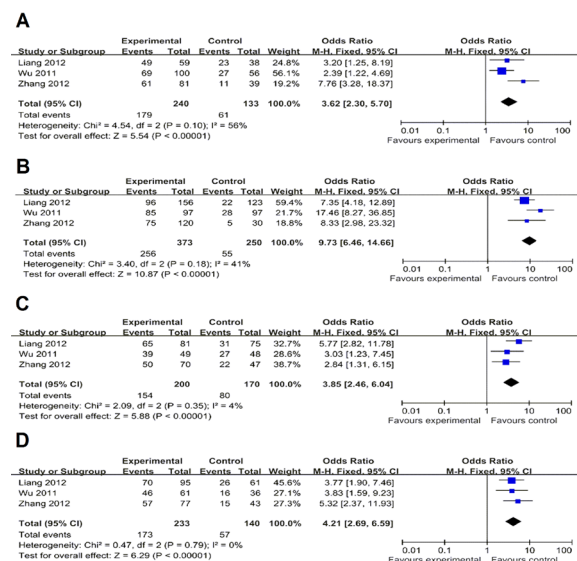 A
Experimental Control Odds Ratio Odds Ratio
Study or Subgroup Events Total Events Total Weight M-H. Fixed. 95% CI M-H. Fixed. 95% CI
Liang 2012 49 59 23 38 24.8% 3.20 [1.25, 8.19]
Wu 2011 69 100 27 56 56.1% 2.39 [1.22, 4.69]
Zhang 2012 61 81 11 39 19.2% 7.76 [3.28, 18.37]
Total (95% CI) 240 133 100.0% 3.62 [2.30, 5.70]
Total events 179 61
Heterogeneity: Chi² = 4.54, df = 2 (P = 0.10); I² = 56%
Test for overall effect: Z = 5.54 (P < 0.00001)
0.01 0.1 1 10 100
Favours experimental Favours control
B
Experimental Control Odds Ratio Odds Ratio
Study or Subgroup Events Total Events Total Weight M-H. Fixed. 95% CI M-H. Fixed. 95% CI
Liang 2012 96 156 22 123 59.4% 7.35 [4.18, 12.89]
Wu 2011 85 97 28 97 21.7% 17.46 [8.27, 36.85]
Zhang 2012 75 120 5 30 18.9% 8.33 [2.98, 23.32]
Total (95% CI) 373 250 100.0% 9.73 [6.46, 14.66]
Total events 256 55
Heterogeneity: Chi² = 3.40, df = 2 (P = 0.18); I² = 41%
Test for overall effect: Z = 10.87 (P < 0.00001)
0.01 0.1 1 10 100
Favours experimental Favours control
C
Experimental Control Odds Ratio Odds Ratio
Study or Subgroup Events Total Events Total Weight M-H. Fixed. 95% CI M-H. Fixed. 95% CI
Liang 2012 65 81 31 75 32.7% 5.77 [2.82, 11.78]
Wu 2011 39 49 27 48 28.6% 3.03 [1.23, 7.45]
Zhang 2012 50 70 22 47 38.7% 2.84 [1.31, 6.15]
Total (95% CI) 200 170 100.0% 3.85 [2.46, 6.04]
Total events 154 80
Heterogeneity: Chi² = 2.09, df = 2 (P = 0.35); I² = 4%
Test for overall effect: Z = 5.88 (P < 0.00001)
0.01 0.1 1 10 100
Favours experimental Favours control
D
Experimental Control Odds Ratio Odds Ratio
Study or Subgroup Events Total Events Total Weight M-H. Fixed. 95% CI M-H. Fixed. 95% CI
Liang 2012 70 95 26 61 45.6% 3.77 [1.90, 7.46]
Wu 2011 46 61 16 36 27.1% 3.83 [1.59, 9.23]
Zhang 2012 57 77 15 43 27.3% 5.32 [2.37, 11.93]
Total (95% CI) 233 140 100.0% 4.21 [2.69, 6.59]
Total events 173 57
Heterogeneity: Chi² = 0.47, df = 2 (P = 0.79); I² = 0%
Test for overall effect: Z = 6.29 (P < 0.00001)
0.01 0.1 1 10 100
Favours experimental Favours control